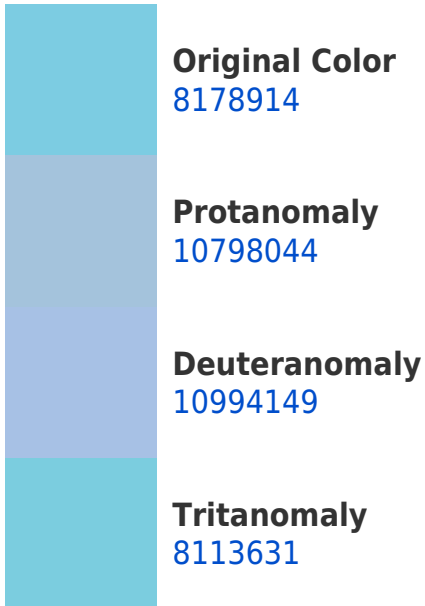 Original Color
8178914
Protanomaly
10798044
Deuteranomaly
10994149
Tritanomaly
8113631